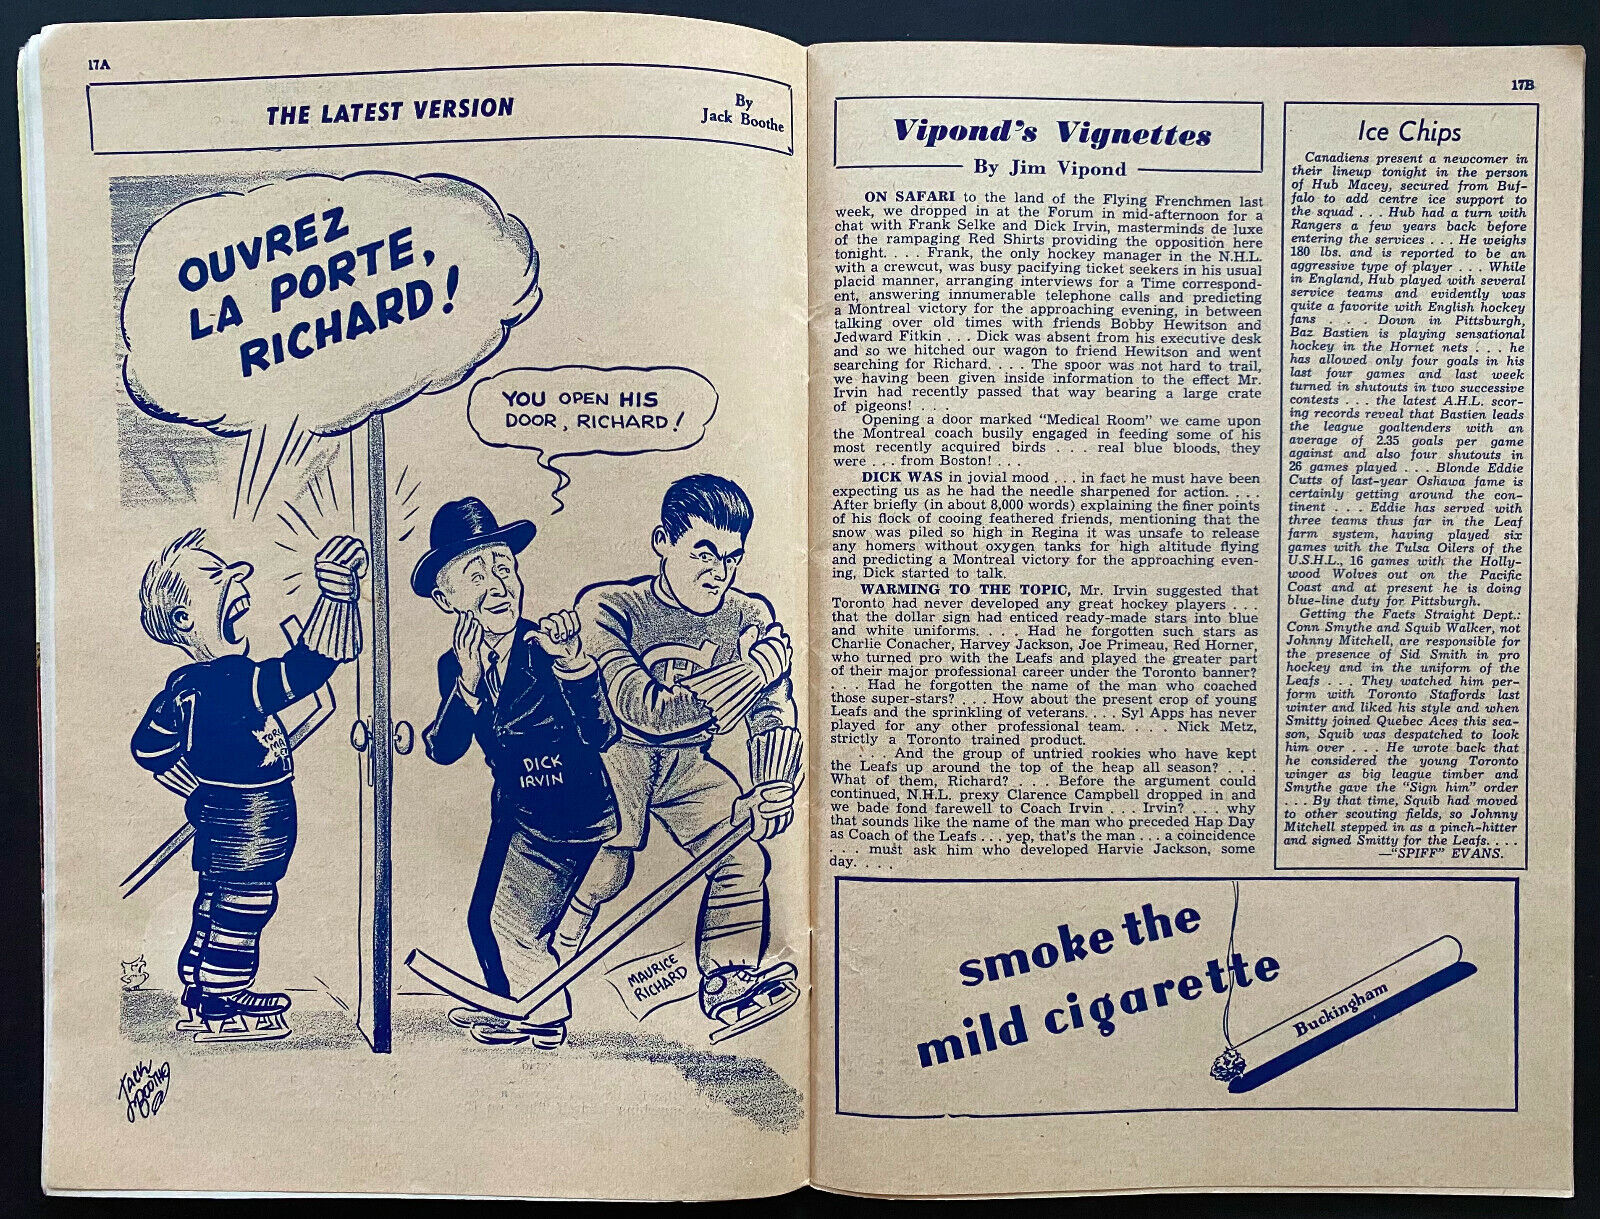 17A
THE LATEST VERSION
By
Jack Boothe
OUVREZ
LA PORTE,
RICHARD!
YOU OPEN HIS
DOOR, RICHARD!
DICK
IRVIN
MAURICE
RICHARD
JACK
BOOTHE
17B
Vipond's Vignettes
By Jim Vipond
ON SAFARI to the land of the Flying Frenchmen last
week, we dropped in at the Forum in mid-afternoon for a
chat with Frank Selke and Dick Irvin, masterminds de luxe
of the rampaging Red Shirts providing the opposition here
tonight. . . . Frank, the only hockey manager in the N.H.L.
with a crewcut, was busy pacifying ticket seekers in his usual
placid manner, arranging interviews for a Time correspond-
ent, answering innumerable telephone calls and predicting
a Montreal victory for the approaching evening, in between
talking over old times with friends Bobby Hewitson and
Jedward Fitkin . . . Dick was absent from his executive desk
and so we hitched our wagon to friend Hewitson and went
searching for Richard. . . . The spoor was not hard to trail,
we having been given inside information to the effect Mr.
Irvin had recently passed that way bearing a large crate
of pigeons! . . .
Opening a door marked "Medical Room" we came upon
the Montreal coach busily engaged in feeding some of his
most recently acquired birds . . . real blue bloods, they
were . . . from Boston! . . .
DICK WAS in jovial mood . . . in fact he must have been
expecting us as he had the needle sharpened for action. . . .
After briefly (in about 8,000 words) explaining the finer points
of his flock of cooing feathered friends, mentioning that the
snow was piled so high in Regina it was unsafe to release
any homers without oxygen tanks for high altitude flying
and predicting a Montreal victory for the approaching even-
ing, Dick started to talk.
WARMING TO THE TOPIC, Mr. Irvin suggested that
Toronto had never developed any great hockey players . . .
that the dollar sign had enticed ready-made stars into blue
and white uniforms. . . . Had he forgotten such stars as
Charlie Conacher, Harvey Jackson, Joe Primeau, Red Horner,
who turned pro with the Leafs and played the greater part
of their major professional career under the Toronto banner?
. . . Had he forgotten the name of the man who coached
those super-stars? . . . How about the present crop of young
Leafs and the sprinkling of veterans. . . . Syl Apps has never
played for any other professional team. . . . Nick Metz,
strictly a Toronto trained product.
. . . And the group of untried rookies who have kept
the Leafs up around the top of the heap all season? . . .
What of them, Richard? . . . Before the argument could
continued, N.H.L. prexy Clarence Campbell dropped in and
we bade fond farewell to Coach Irvin . . . Irvin? . . . why
that sounds like the name of the man who preceded Hap Day
as Coach of the Leafs . . . yep, that's the man . . . a coincidence
. . . must ask him who developed Harvie Jackson, some
day. . . .
Ice Chips
Canadiens present a newcomer in
their lineup tonight in the person
of Hub Macey, secured from Buf-
falo to add centre ice support to
the squad . . . Hub had a turn with
Rangers a few years back before
entering the services . . . He weighs
180 lbs. and is reported to be an
aggressive type of player . . . While
in England, Hub played with several
service teams and evidently was
quite a favorite with English hockey
fans . . . Down in Pittsburgh,
Baz Bastien is playing sensational
hockey in the Hornet nets . . . he
has allowed only four goals in his
last four games and last week
turned in shutouts in two successive
contests . . . the latest A.H.L. scor-
ing records reveal that Bastien leads
the league goaltenders with an
average of 2.35 goals per game
against and also four shutouts in
26 games played . . . Blonde Eddie
Cutts of last-year Oshawa fame is
certainly getting around the con-
tinent . . . Eddie has served with
three teams thus far in the Leaf
farm system, having played six
games with the Tulsa Oilers of the
U.S.H.L., 16 games with the Holly-
wood Wolves out on the Pacific
Coast and at present he is doing
blue-line duty for Pittsburgh.
Getting the Facts Straight Dept.:
Conn Smythe and Squib Walker, not
Johnny Mitchell, are responsible for
the presence of Sid Smith in pro
hockey and in the uniform of the
Leafs . . . They watched him per-
form with Toronto Staffords last
winter and liked his style and when
Smitty joined Quebec Aces this sea-
son, Squib was despatched to look
him over . . . He wrote back that
he considered the young Toronto
winger as big league timber and
Smythe gave the "Sign him" order
. . . By that time, Squib had moved
to other scouting fields, so Johnny
Mitchell stepped in as a pinch-hitter
and signed Smitty for the Leafs. . . .
—"SPIFF" EVANS.
smoke the
mild cigarette
Buckingham